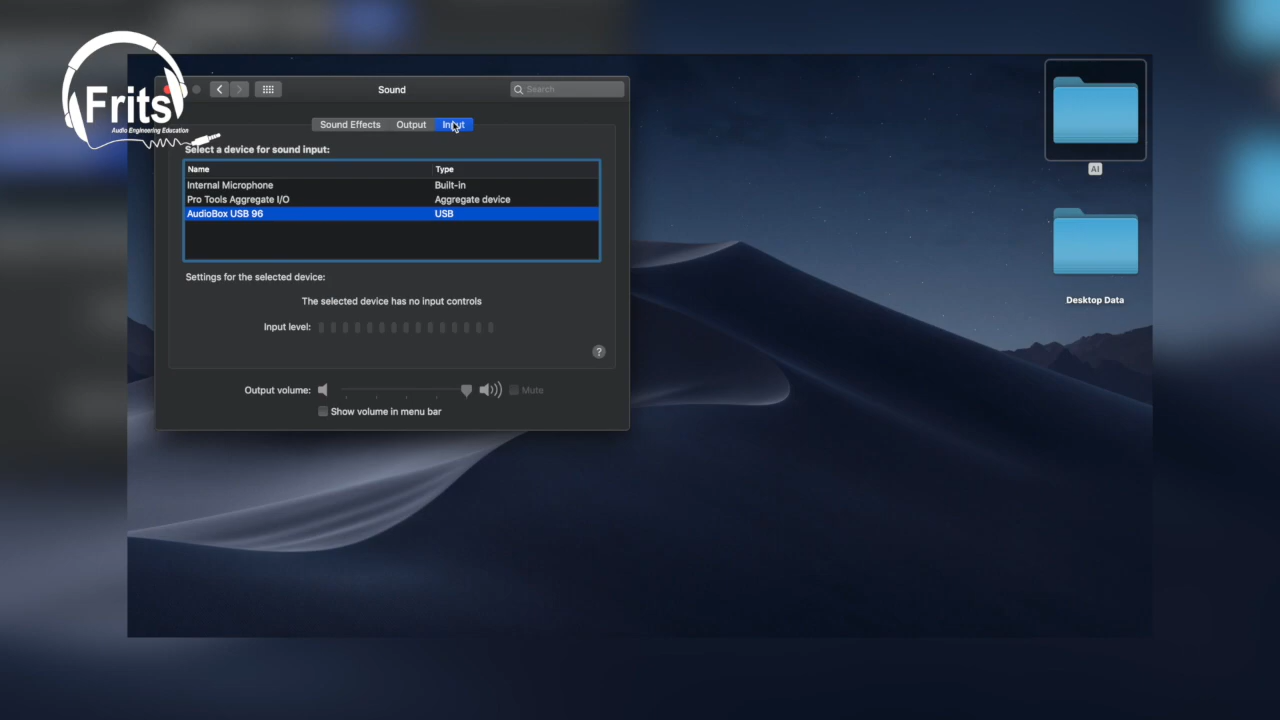 Frits
Audio Engineering Education
Sound
Search
Sound Effects Output Input
Select a device for sound input:
Name Type
Internal Microphone Built-in
Pro Tools Aggregate I/O Aggregate device
AudioBox USB 96 USB
Settings for the selected device:
The selected device has no input controls
Input level:
?
Output volume: Mute
Show volume in menu bar
AI
Desktop Data